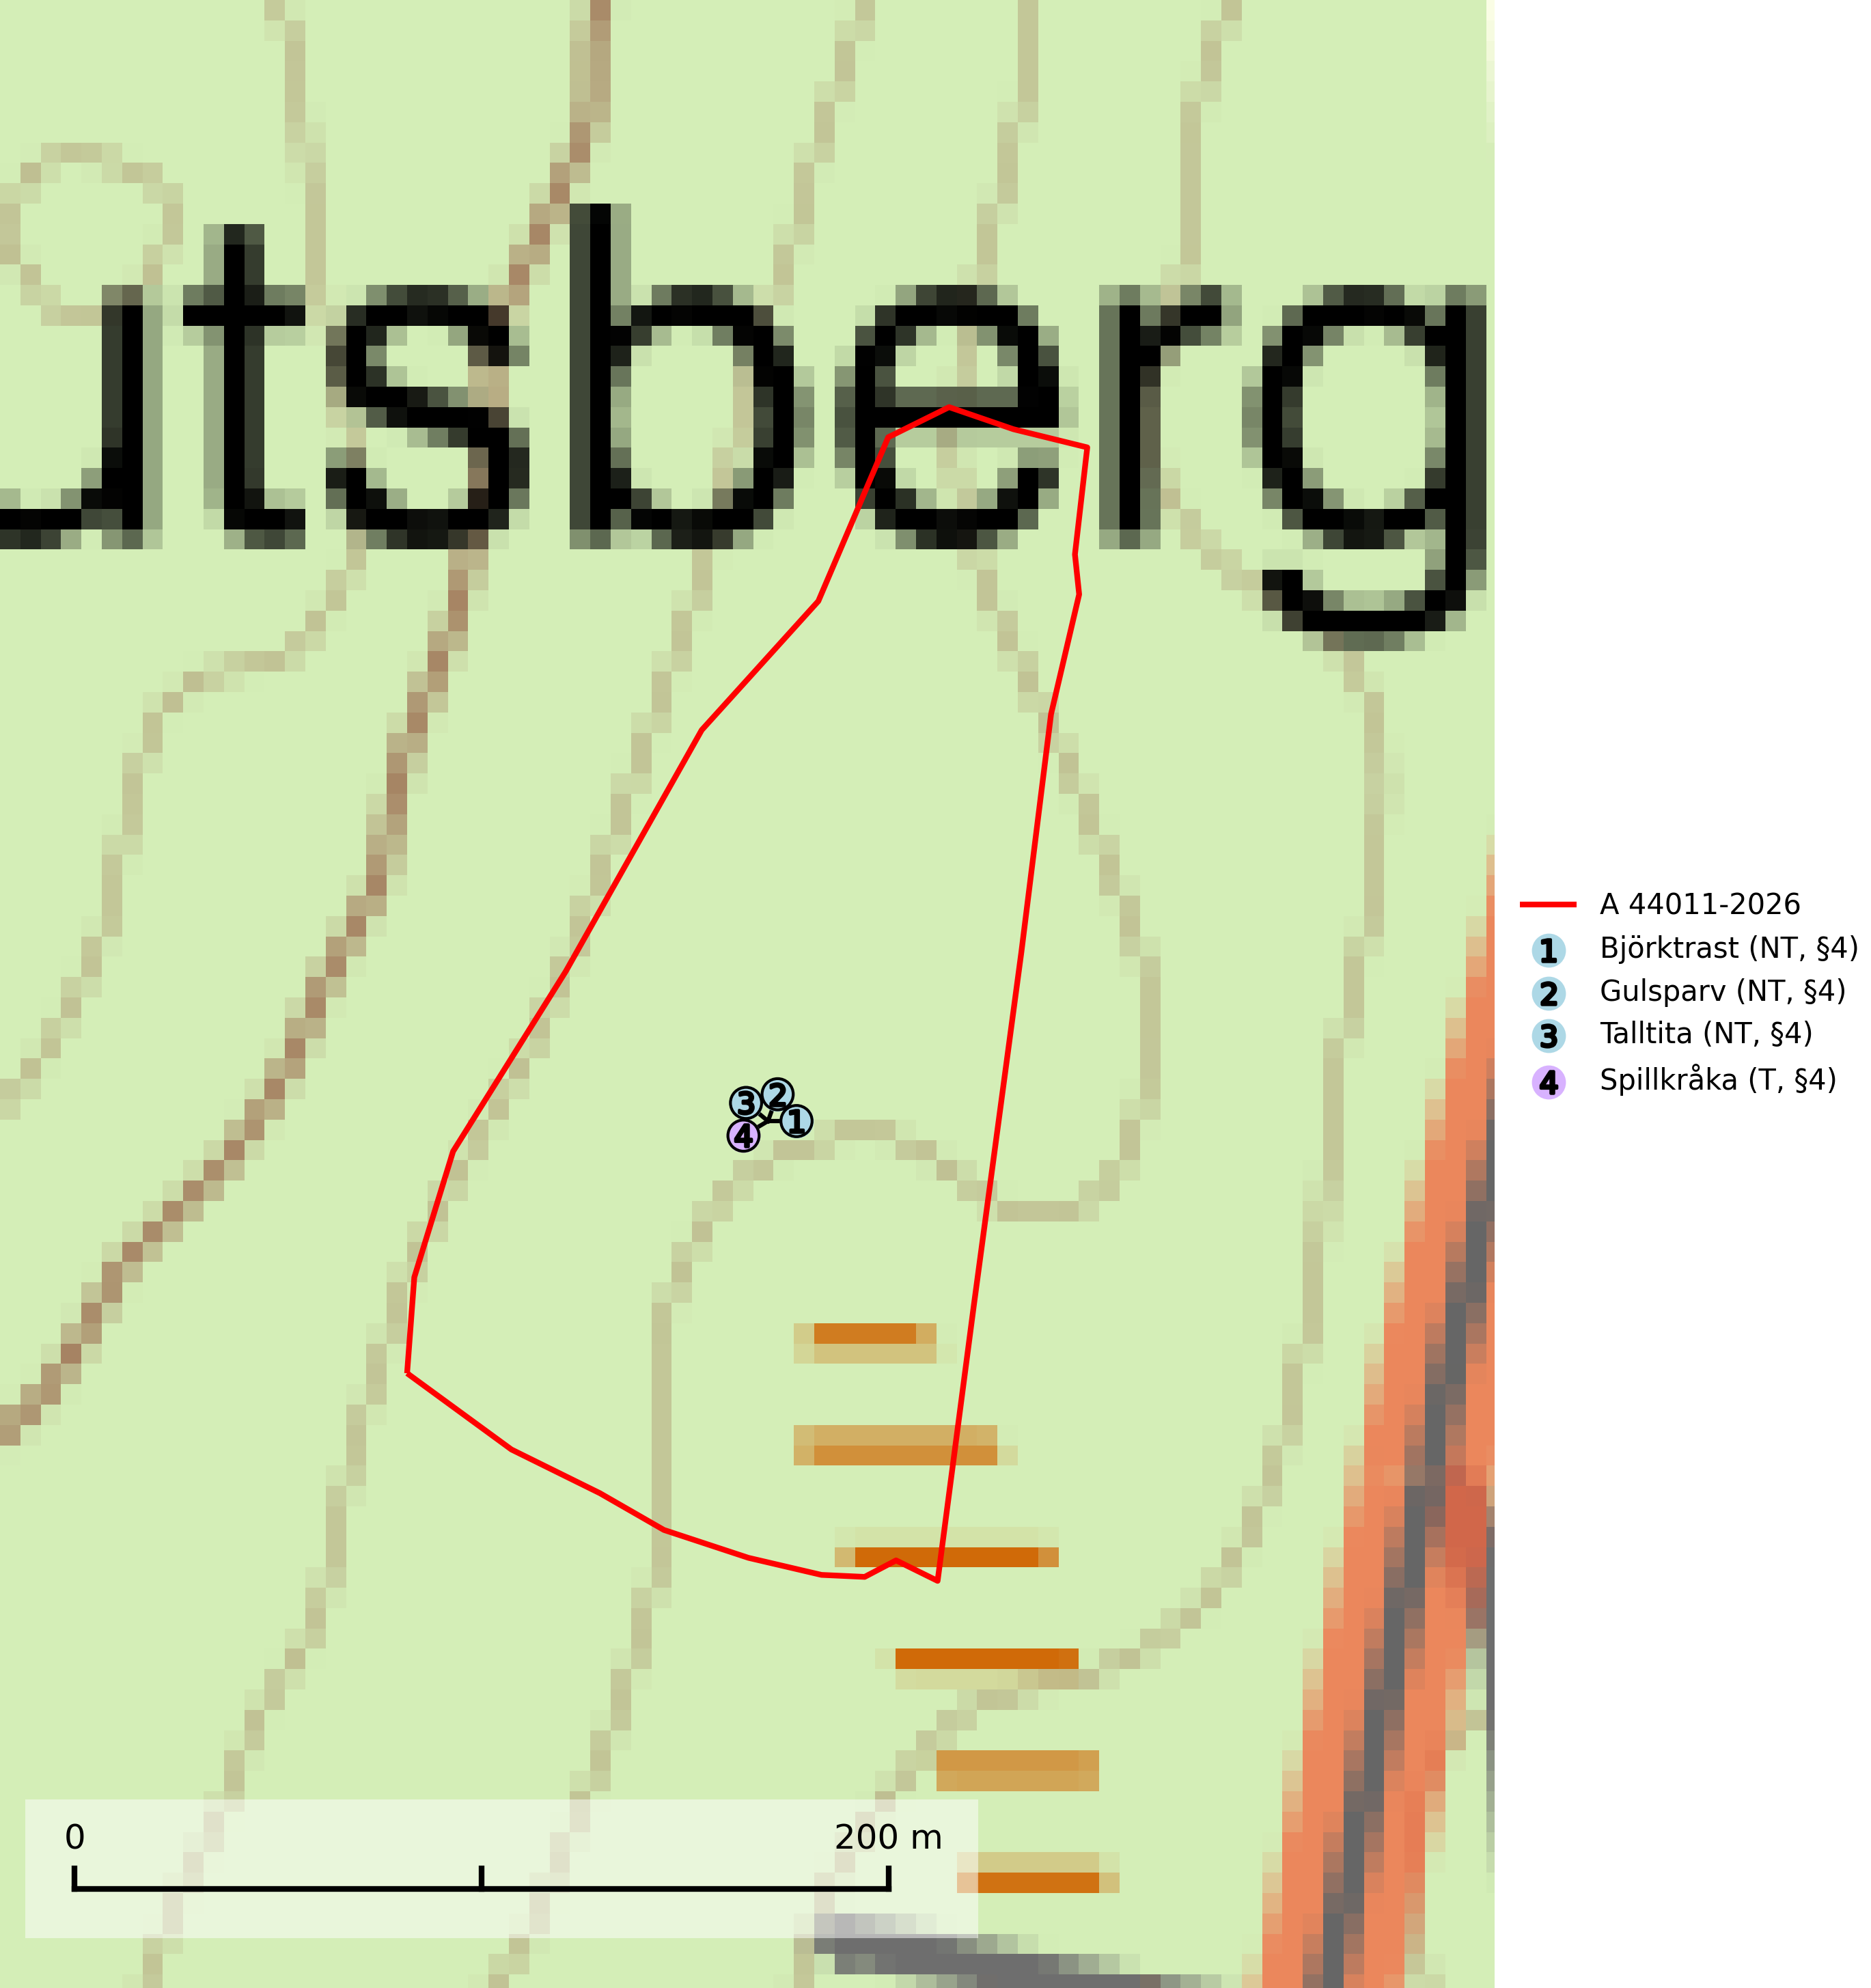 utsberg
A 44011-2026
1 Björktrast (NT, §4)
2 Gulsparv (NT, §4)
3 Talltita (NT, §4)
4 Spillkråka (T, §4)
3 2
4 1
0 200 m